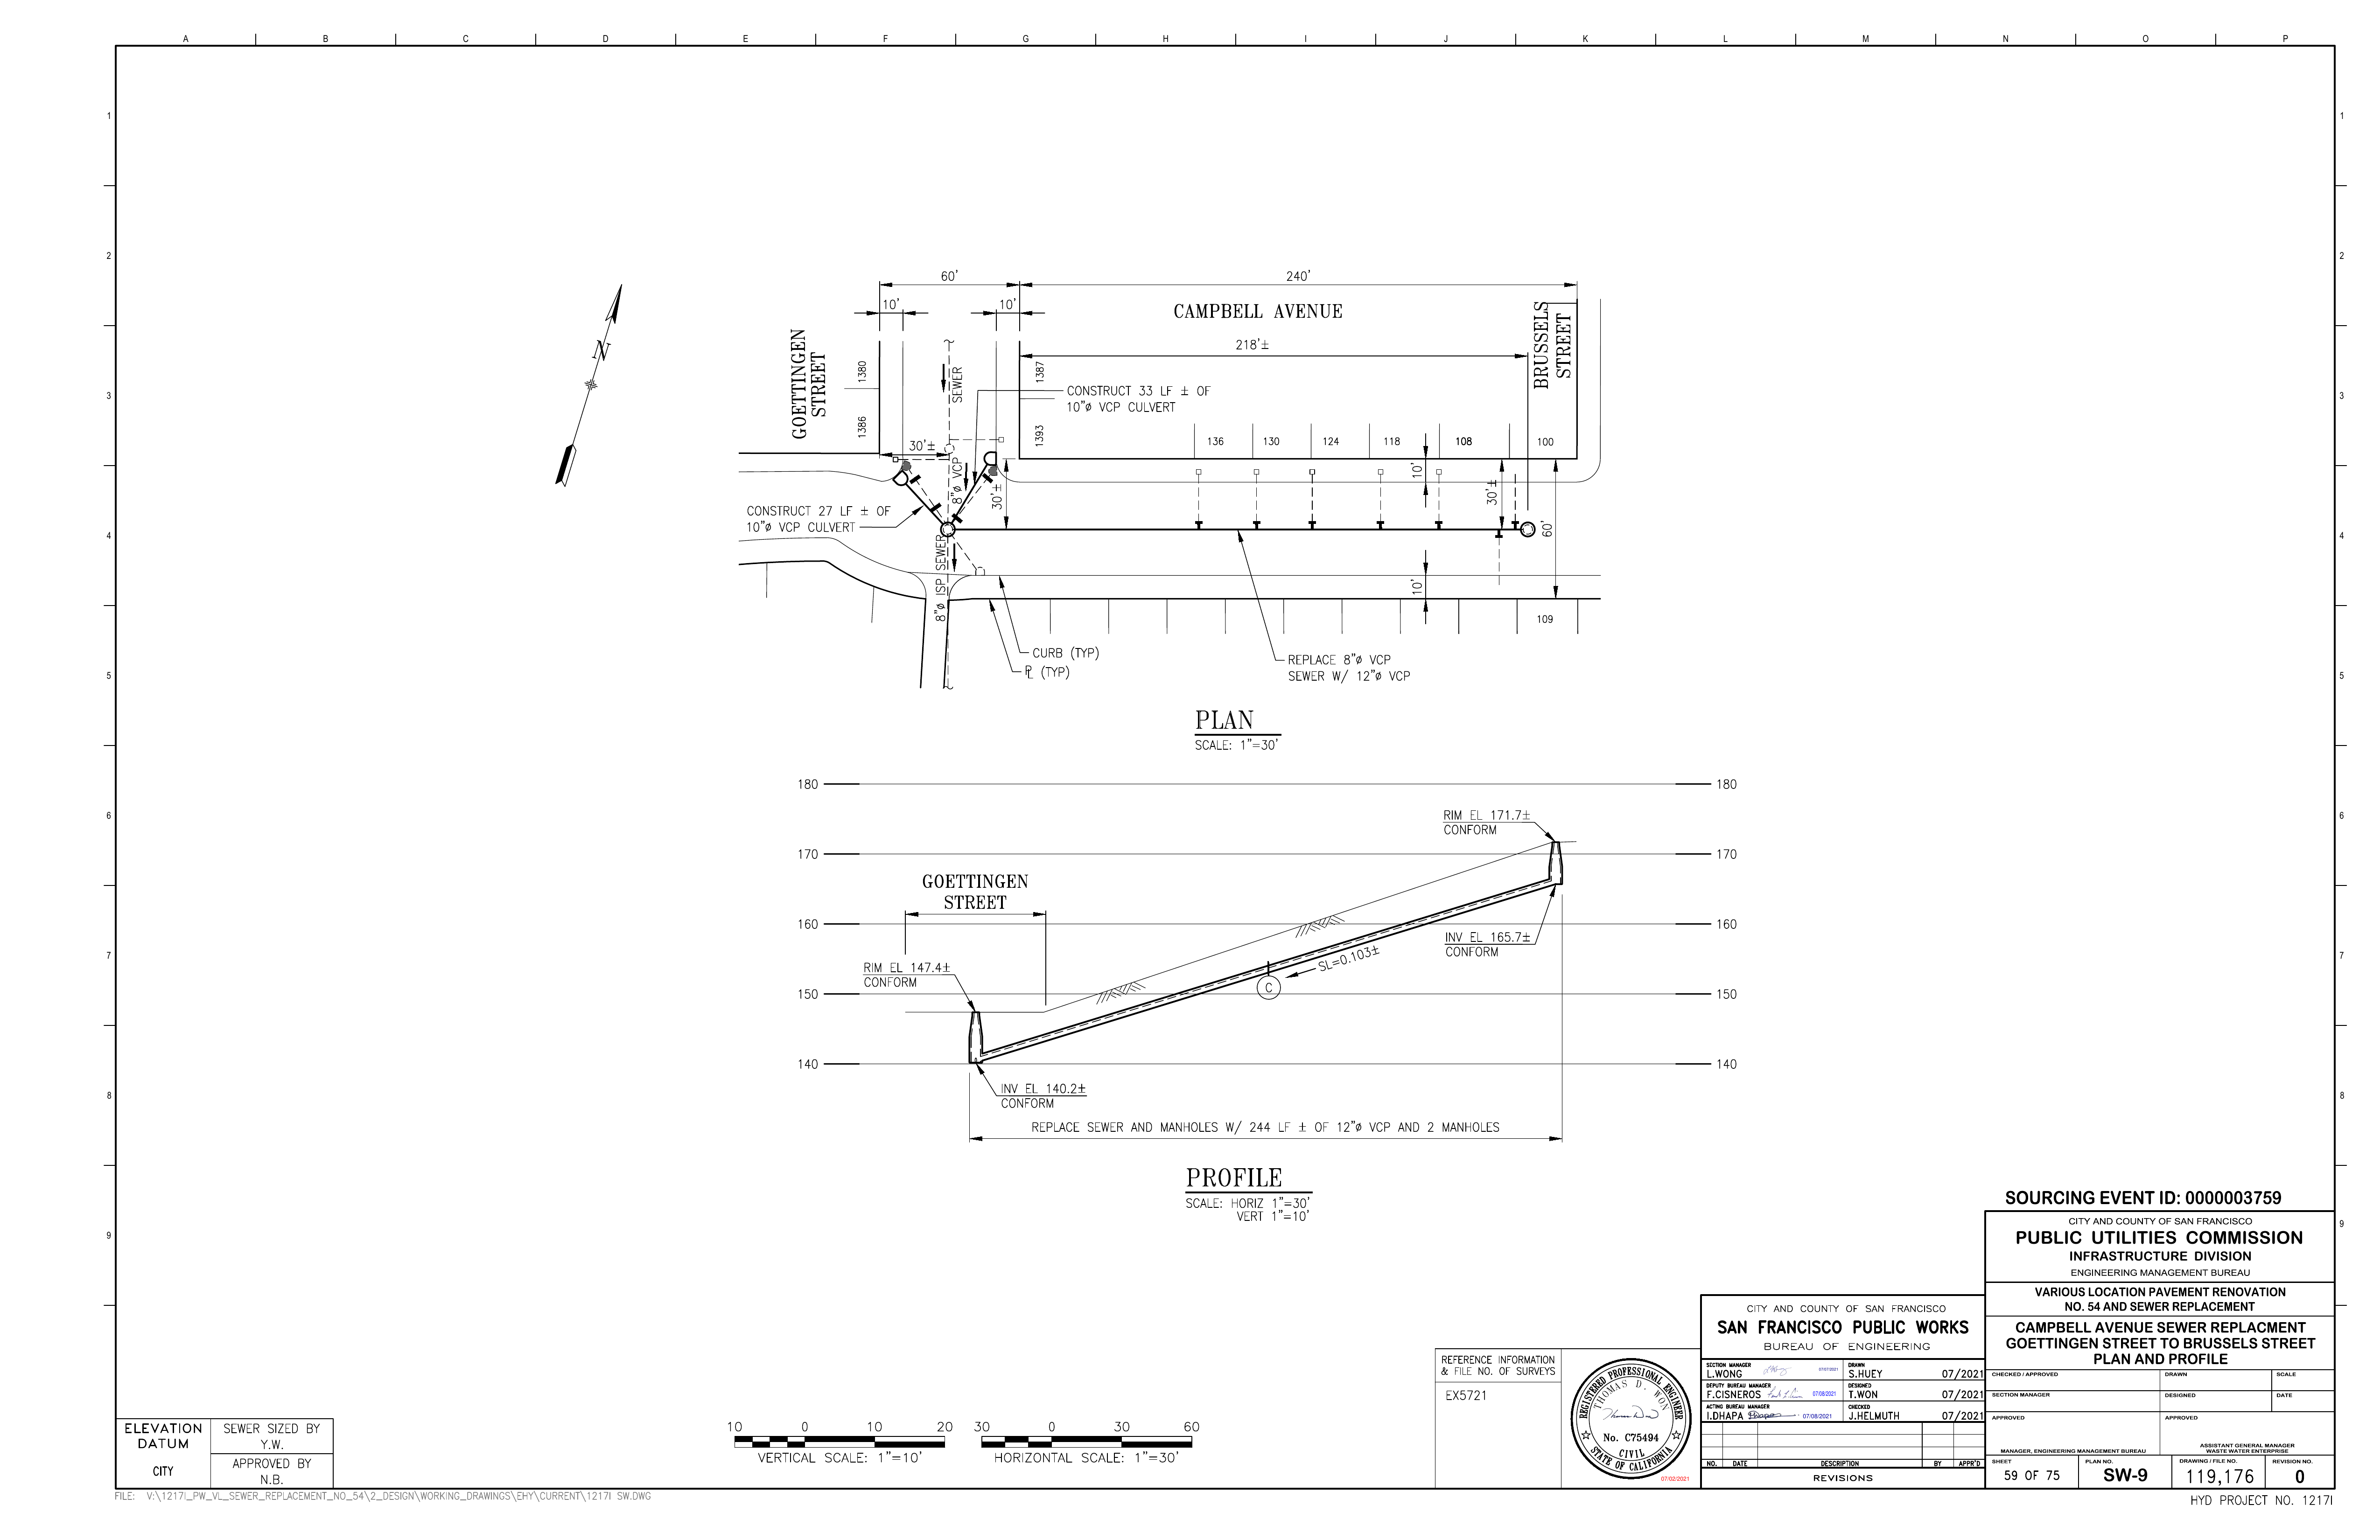 A B C D E F G H I J K L M N O P
1 1
2 2
3 3
4 4
5 5
6 6
7 7
8 8
9 9
60'
240'
10'
10'
CAMPBELL AVENUE
GOETTINGEN
STREET
BRUSSELS
STREET
218'±
1380
1386
SEWER
1387
1393
CONSTRUCT 33 LF ± OF
10"ø VCP CULVERT
136 130 124 118 108 100
30'±
8"ø VCP
30'±
10'
30'±
60'
CONSTRUCT 27 LF ± OF
10"ø VCP CULVERT
N
8"ø ISP SEWER
10'
109
CURB (TYP)
PL (TYP)
REPLACE 8"ø VCP
SEWER W/ 12"ø VCP
PLAN
SCALE: 1"=30'
180 180
170 170
160 160
150 150
140 140
RIM EL 171.7±
CONFORM
GOETTINGEN
STREET
INV EL 165.7±
CONFORM
SL=0.103±
C
RIM EL 147.4±
CONFORM
INV EL 140.2±
CONFORM
REPLACE SEWER AND MANHOLES W/ 244 LF ± OF 12"ø VCP AND 2 MANHOLES
PROFILE
SCALE: HORIZ 1"=30'
VERT 1"=10'
SOURCING EVENT ID: 0000003759
CITY AND COUNTY OF SAN FRANCISCO
PUBLIC UTILITIES COMMISSION
INFRASTRUCTURE DIVISION
ENGINEERING MANAGEMENT BUREAU
VARIOUS LOCATION PAVEMENT RENOVATION
NO. 54 AND SEWER REPLACEMENT
CAMPBELL AVENUE SEWER REPLACMENT
GOETTINGEN STREET TO BRUSSELS STREET
PLAN AND PROFILE
CHECKED / APPROVED DRAWN SCALE
SECTION MANAGER DESIGNED DATE
APPROVED APPROVED
MANAGER, ENGINEERING MANAGEMENT BUREAU
ASSISTANT GENERAL MANAGER
WASTE WATER ENTERPRISE
SHEET PLAN NO. DRAWING / FILE NO. REVISION NO.
59 OF 75 SW-9 119,176 0
HYD PROJECT NO. 1217I
CITY AND COUNTY OF SAN FRANCISCO
SAN FRANCISCO PUBLIC WORKS
BUREAU OF ENGINEERING
SECTION MANAGER DRAWN
L.WONG 07/07/2021 S.HUEY 07/2021
DEPUTY BUREAU MANAGER DESIGNED
F.CISNEROS 07/08/2021 T.WON 07/2021
ACTING BUREAU MANAGER CHECKED
I.DHAPA 07/08/2021 J.HELMUTH 07/2021
NO. DATE DESCRIPTION BY APPR'D
REVISIONS
REFERENCE INFORMATION
& FILE NO. OF SURVEYS
EX5721
REGISTERED PROFESSIONAL ENGINEER
THOMAS D. WON
No. C75494
CIVIL
STATE OF CALIFORNIA
07/02/2021
10 0 10 20
VERTICAL SCALE: 1"=10'
30 0 30 60
HORIZONTAL SCALE: 1"=30'
ELEVATION
DATUM
CITY
SEWER SIZED BY
Y.W.
APPROVED BY
N.B.
FILE: V:\1217I_PW_VL_SEWER_REPLACEMENT_NO_54\2_DESIGN\WORKING_DRAWINGS\EHY\CURRENT\1217I SW.DWG